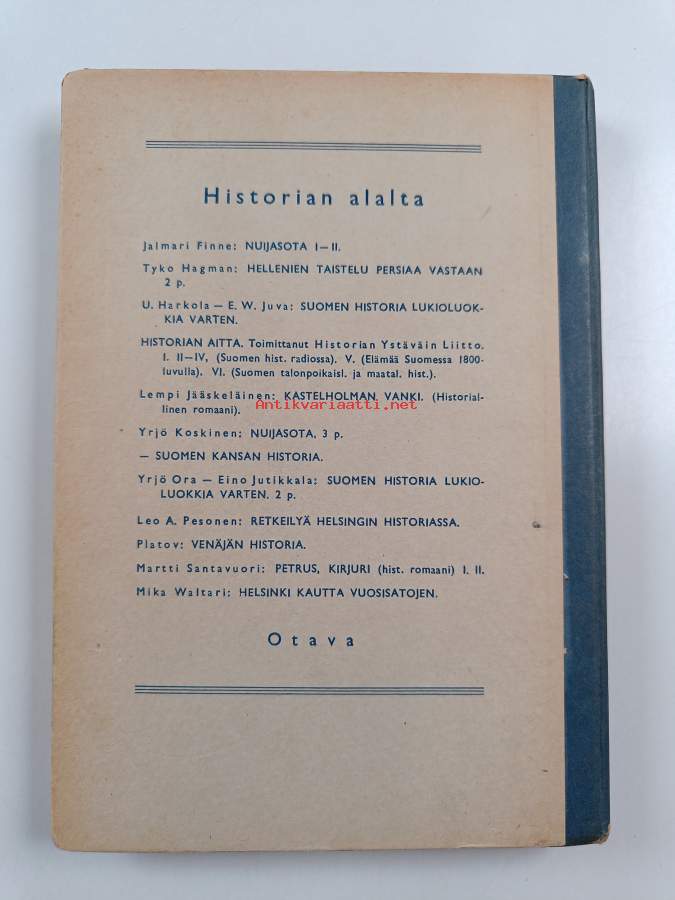 Historian alalta
Jalmari Finne: NUIJASOTA I—II.
Tyko Hagman: HELLENIEN TAISTELU PERSIAA VASTAAN
2 p.
U. Harkola — E. W. Juva: SUOMEN HISTORIA LUKIOLUOK-
KIA VARTEN.
HISTORIAN AITTA. Toimittanut Historian Ystäväin Liitto.
I. II—IV, (Suomen hist. radiossa). V. (Elämää Suomessa 1800-
luvulla). VI. (Suomen talonpoikaisl. ja maatal. hist.).
Lempi Jääskeläinen: KASTELHOLMAN VANKI. (Historial-
linen romaani).
Antikvariaatti.net
Yrjö Koskinen: NUIJASOTA, 3 p.
— SUOMEN KANSAN HISTORIA.
Yrjö Ora — Eino Jutikkala: SUOMEN HISTORIA LUKIO-
LUOKKIA VARTEN. 2 p.
Leo A. Pesonen: RETKEILYÄ HELSINGIN HISTORIASSA.
Platov: VENÄJÄN HISTORIA.
Martti Santavuori: PETRUS, KIRJURI (hist. romaani) I. II.
Mika Waltari: HELSINKI KAUTTA VUOSISATOJEN.
Otava